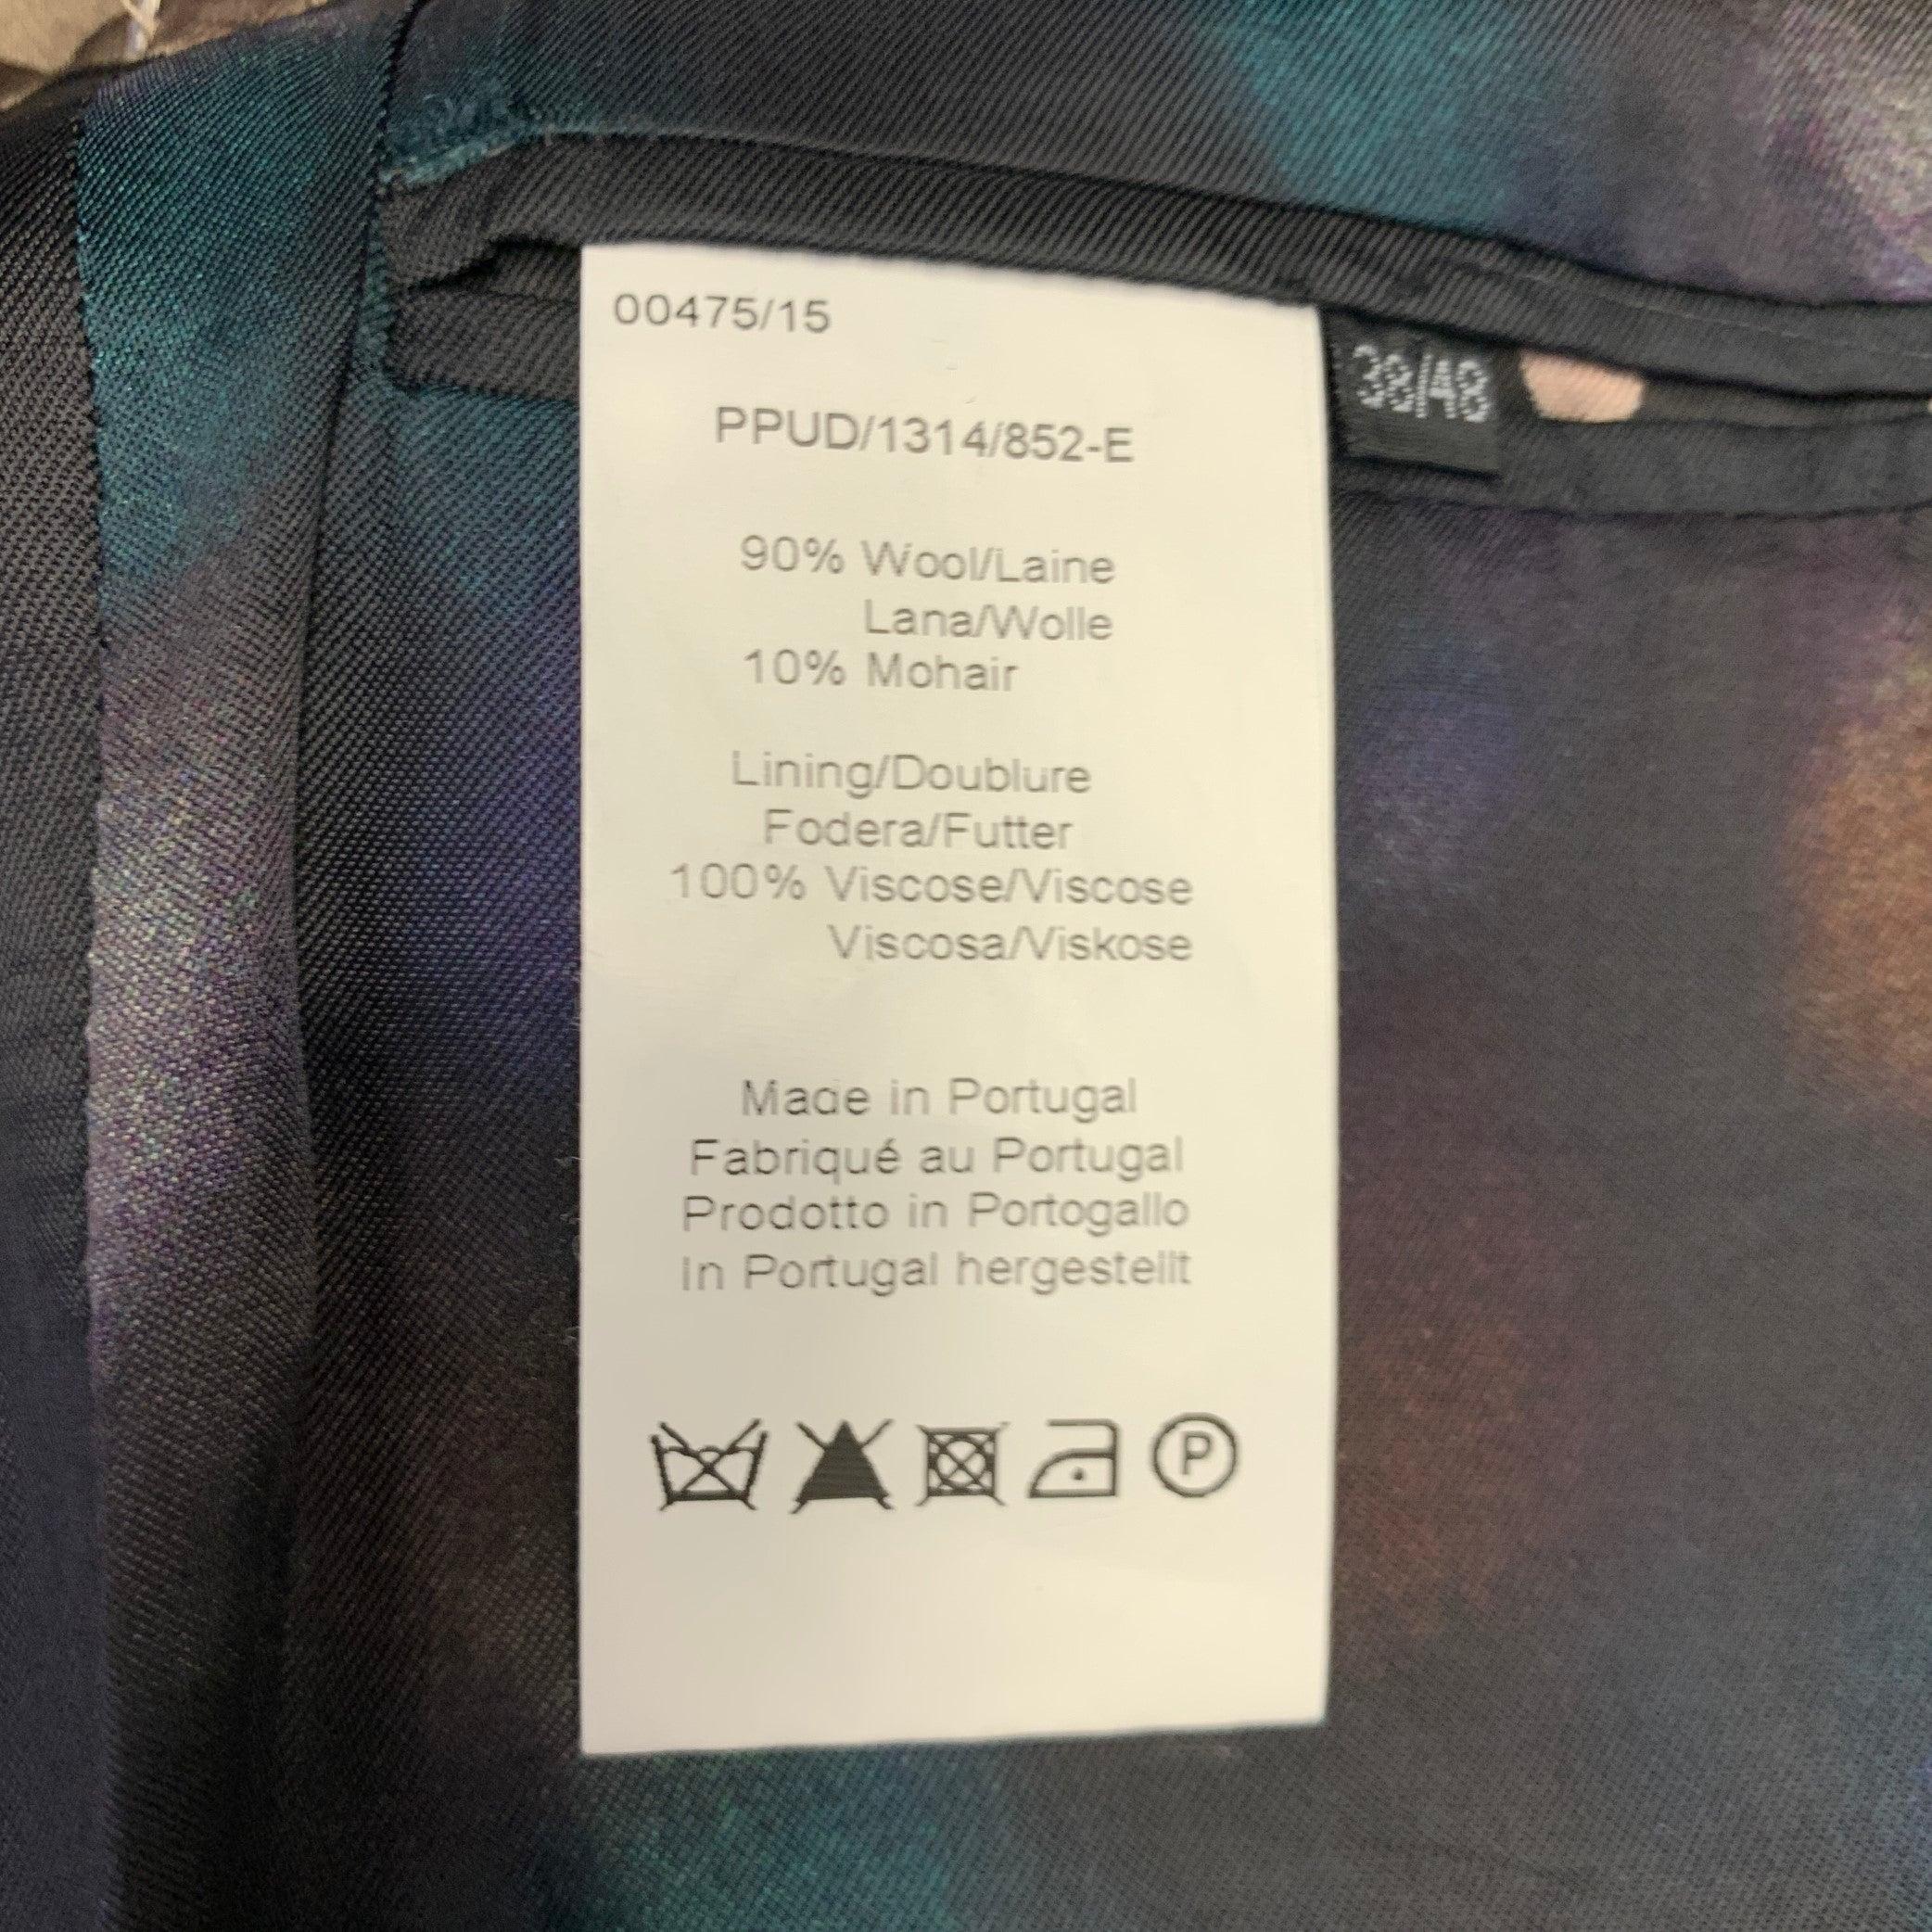 00475/15
38/48
PPUD/1314/852-E
90% Wool/Laine
Lana/Wolle
10% Mohair
Lining/Doublure
Fodera/Futter
100% Viscose/Viscose
Viscosa/Viskose
Made in Portugal
Fabriqué au Portugal
Prodotto in Portogallo
In Portugal hergestellt
P